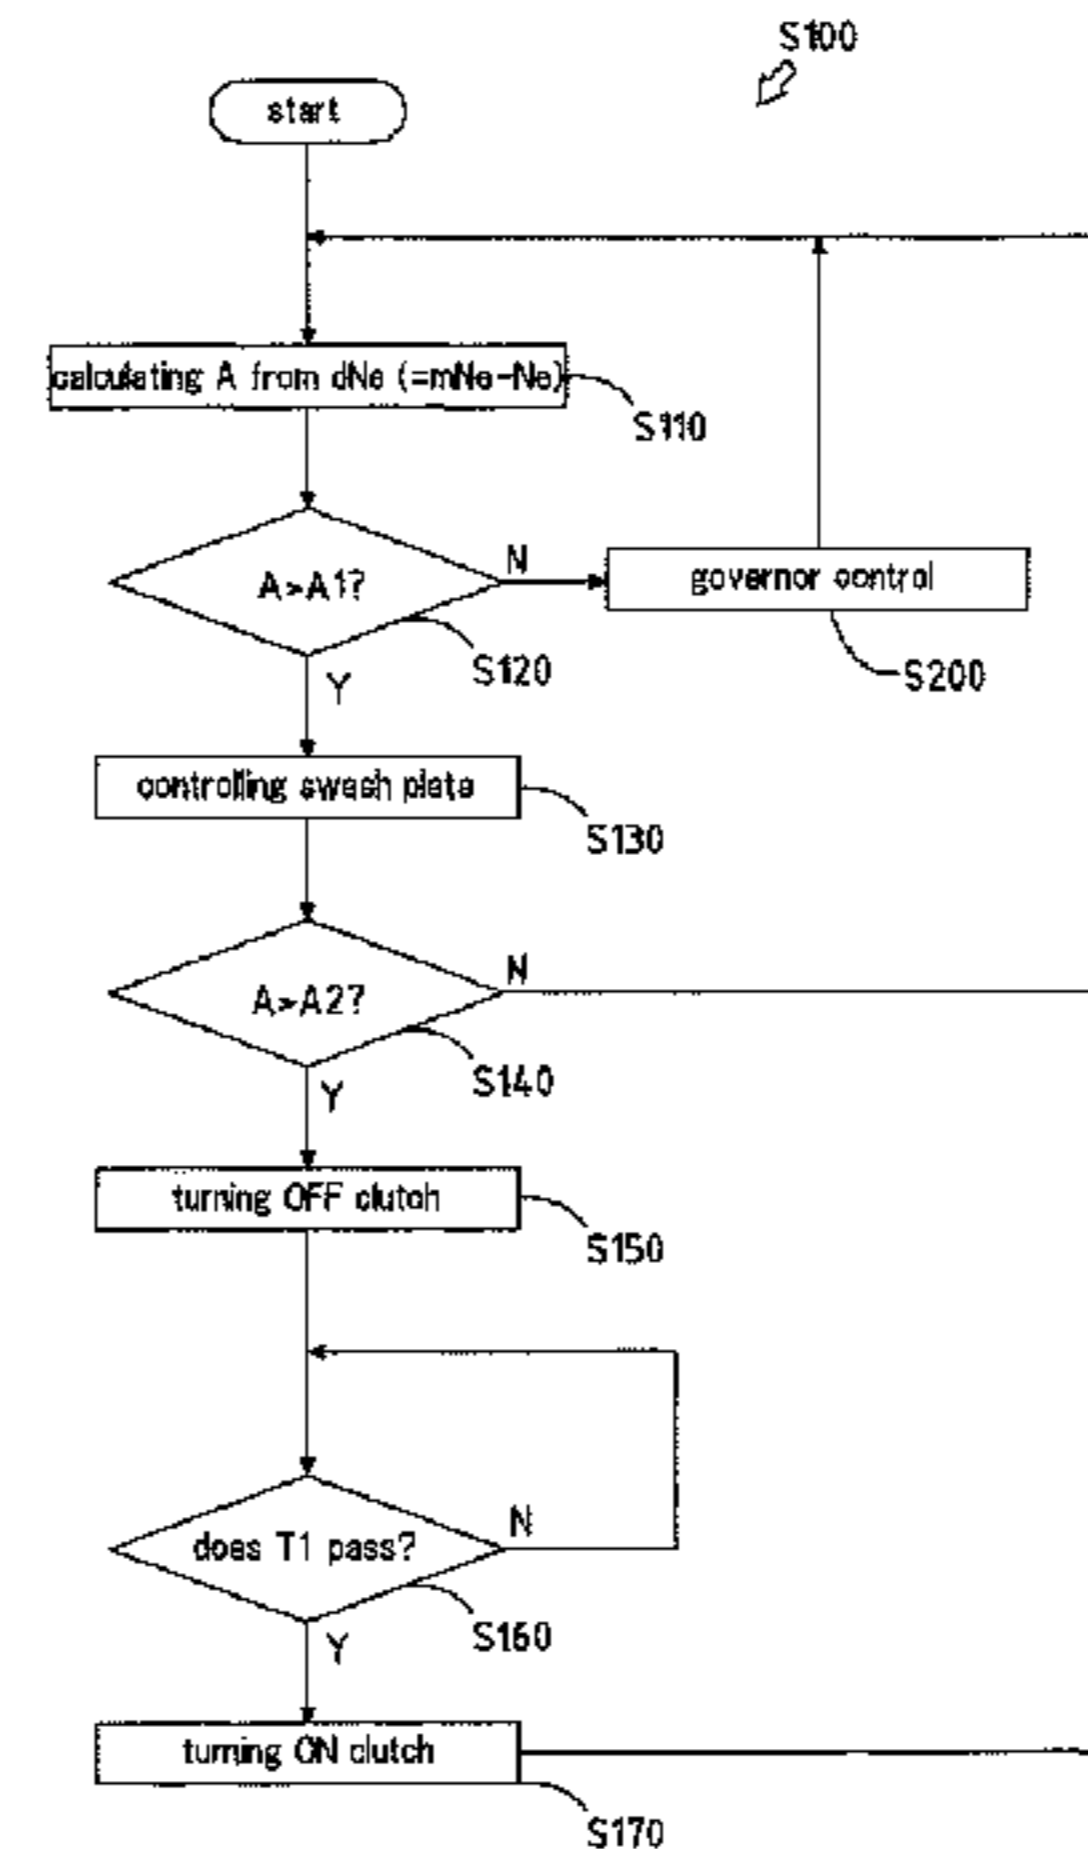 S100
start
calculating A from dNe (=mNe-Ne)
S110
A>A1?
N
governor control
S120
S200
Y
controlling swash plate
S130
A>A2?
N
S140
Y
turning OFF clutch
S150
does T1 pass?
N
S160
Y
turning ON clutch
S170